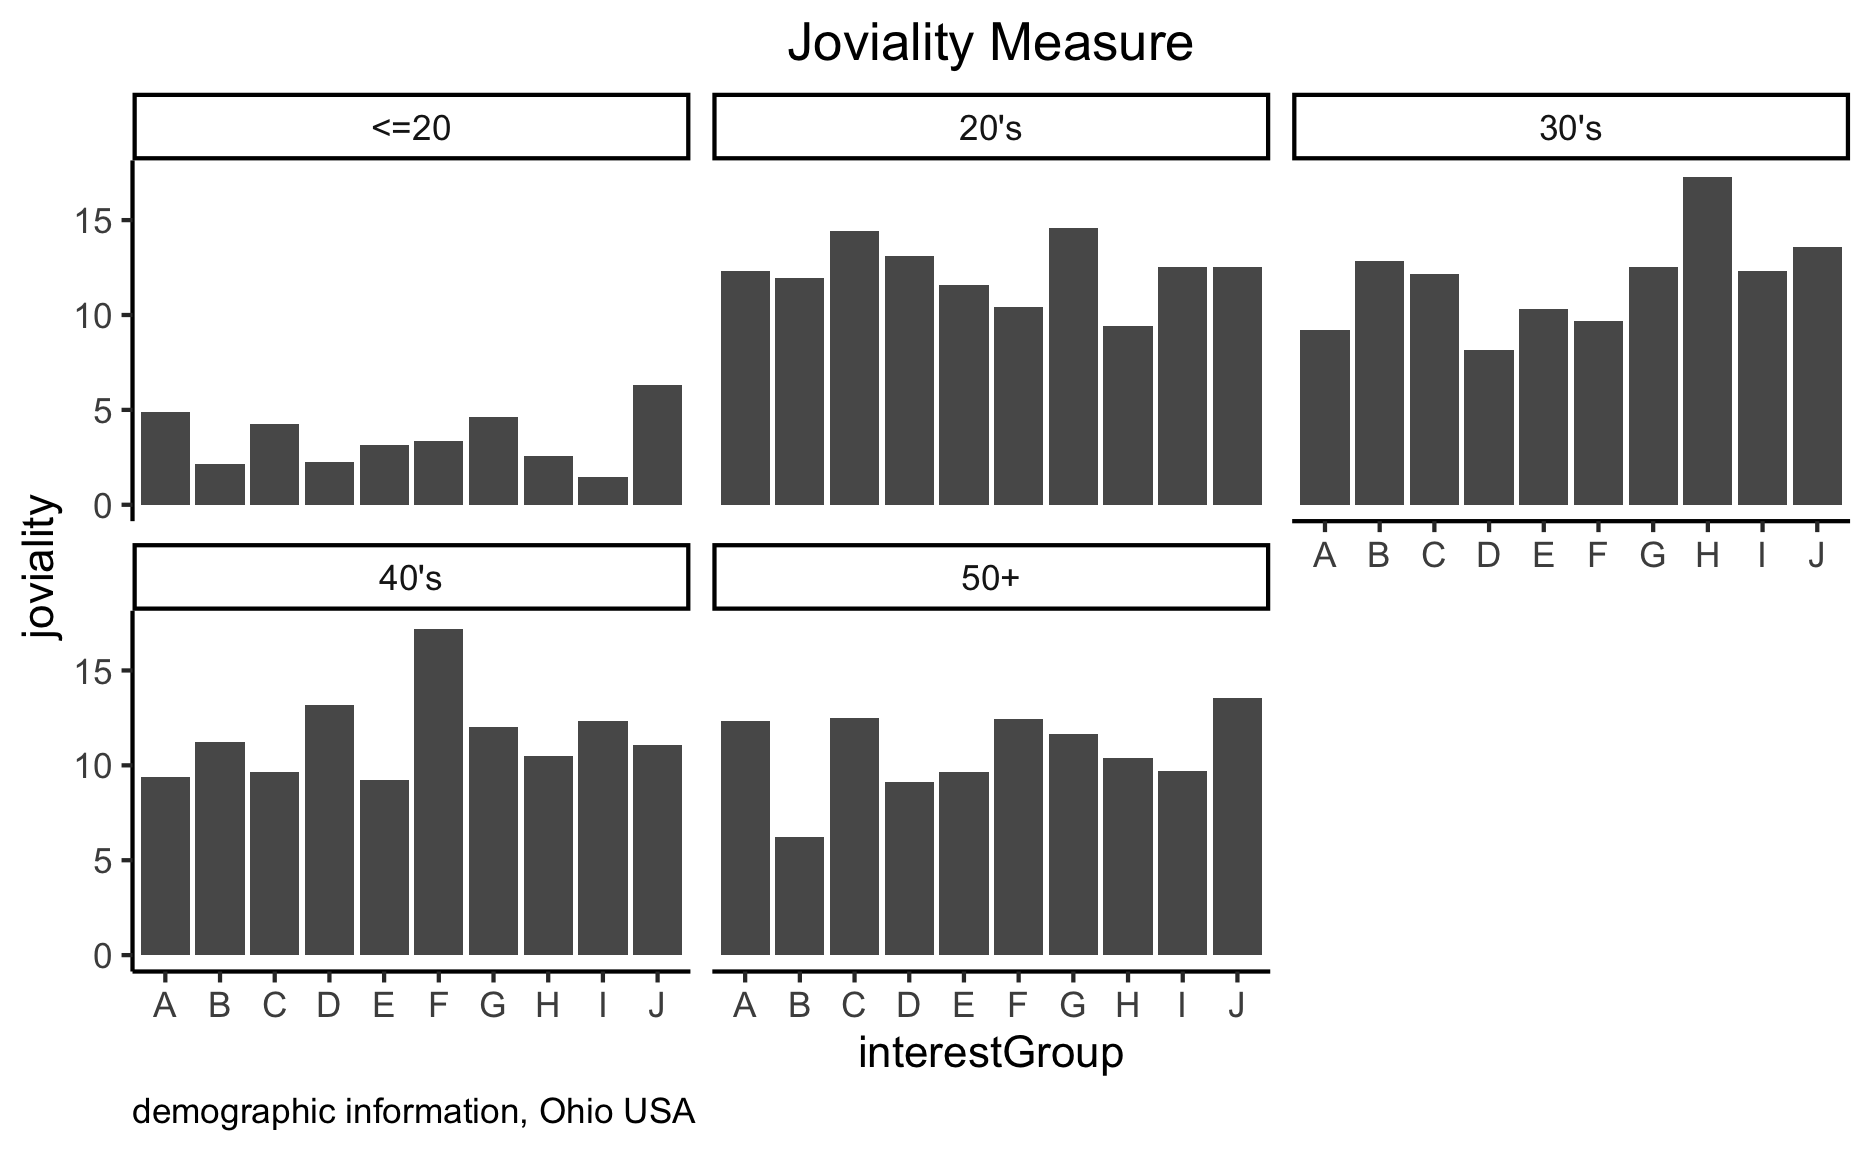 Joviality Measure
<=20
20's
30's
15
10
5
0
A B C D E F G H I J
joviality
40's
50+
15
10
5
0
A B C D E F G H I J
A B C D E F G H I J
interestGroup
demographic information, Ohio USA